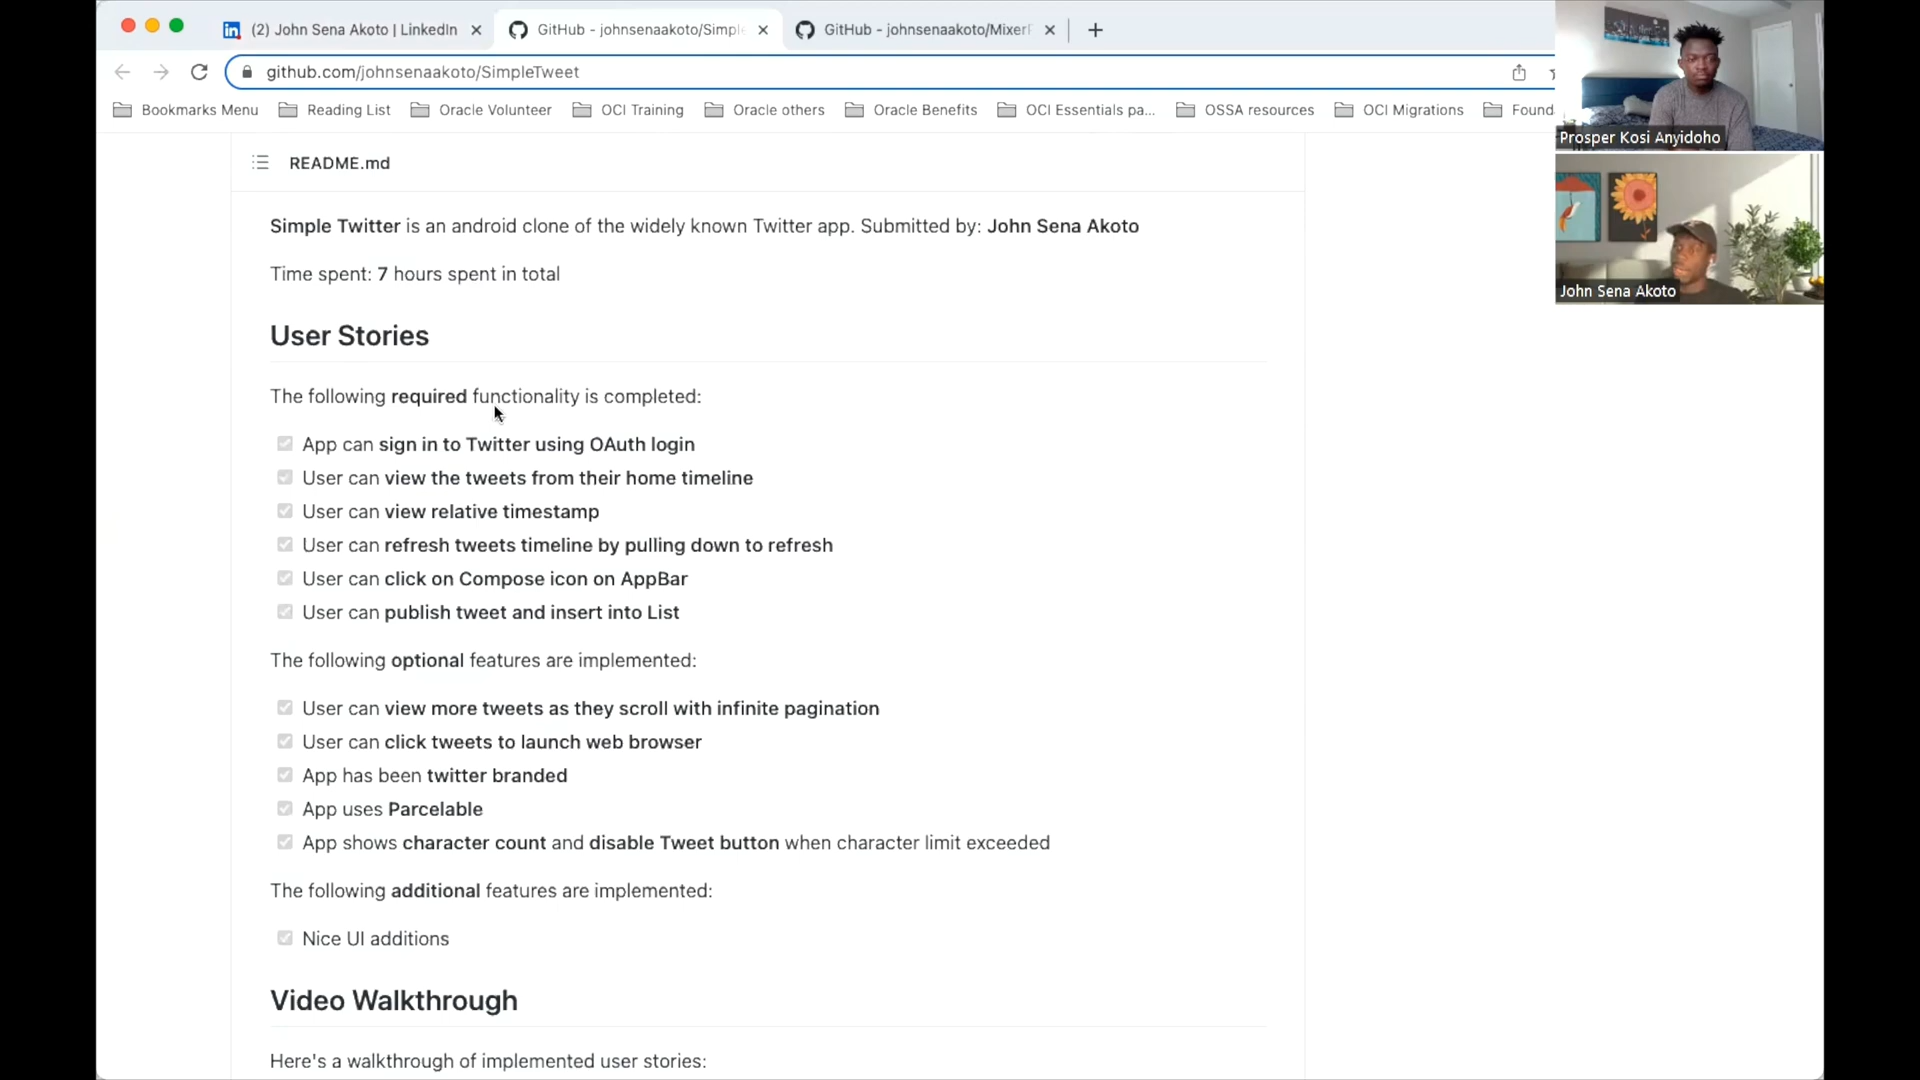 (2) John Sena Akoto | LinkedIn
GitHub - johnsenaakoto/Simple
GitHub - johnsenaakoto/Mixer
github.com/johnsenaakoto/SimpleTweet
Bookmarks Menu
Reading List
Oracle Volunteer
OCI Training
Oracle others
Oracle Benefits
OCI Essentials pa...
OSSA resources
OCI Migrations
Found
Prosper Kosi Anyidoho
John Sena Akoto
README.md
Simple Twitter is an android clone of the widely known Twitter app. Submitted by: John Sena Akoto
Time spent: 7 hours spent in total
User Stories
The following required functionality is completed:
App can sign in to Twitter using OAuth login
User can view the tweets from their home timeline
User can view relative timestamp
User can refresh tweets timeline by pulling down to refresh
User can click on Compose icon on AppBar
User can publish tweet and insert into List
The following optional features are implemented:
User can view more tweets as they scroll with infinite pagination
User can click tweets to launch web browser
App has been twitter branded
App uses Parcelable
App shows character count and disable Tweet button when character limit exceeded
The following additional features are implemented:
Nice UI additions
Video Walkthrough
Here's a walkthrough of implemented user stories: